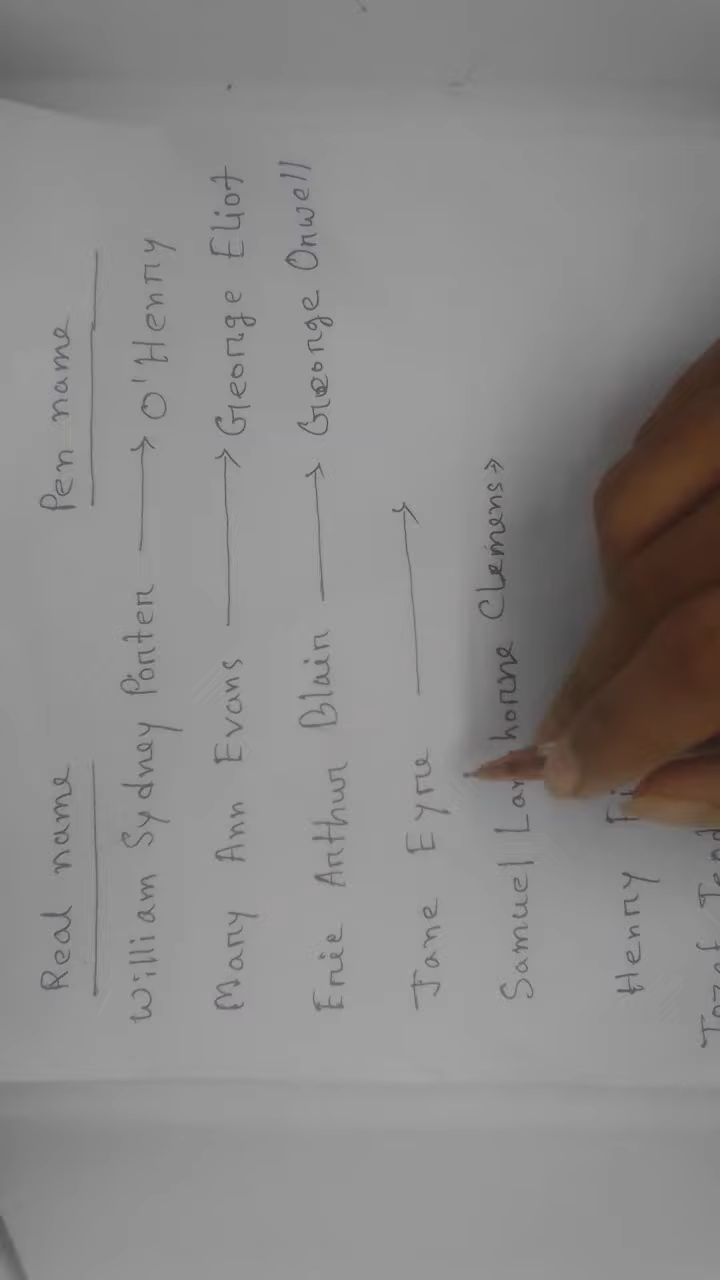 Real name Pen name
William Sydney Porter → O'Henry
Mary Ann Evans → George Eliot
Eric Arthur Blair → George Orwell
Jane Eyre →
Samuel Langhorne Clemens →
Henry